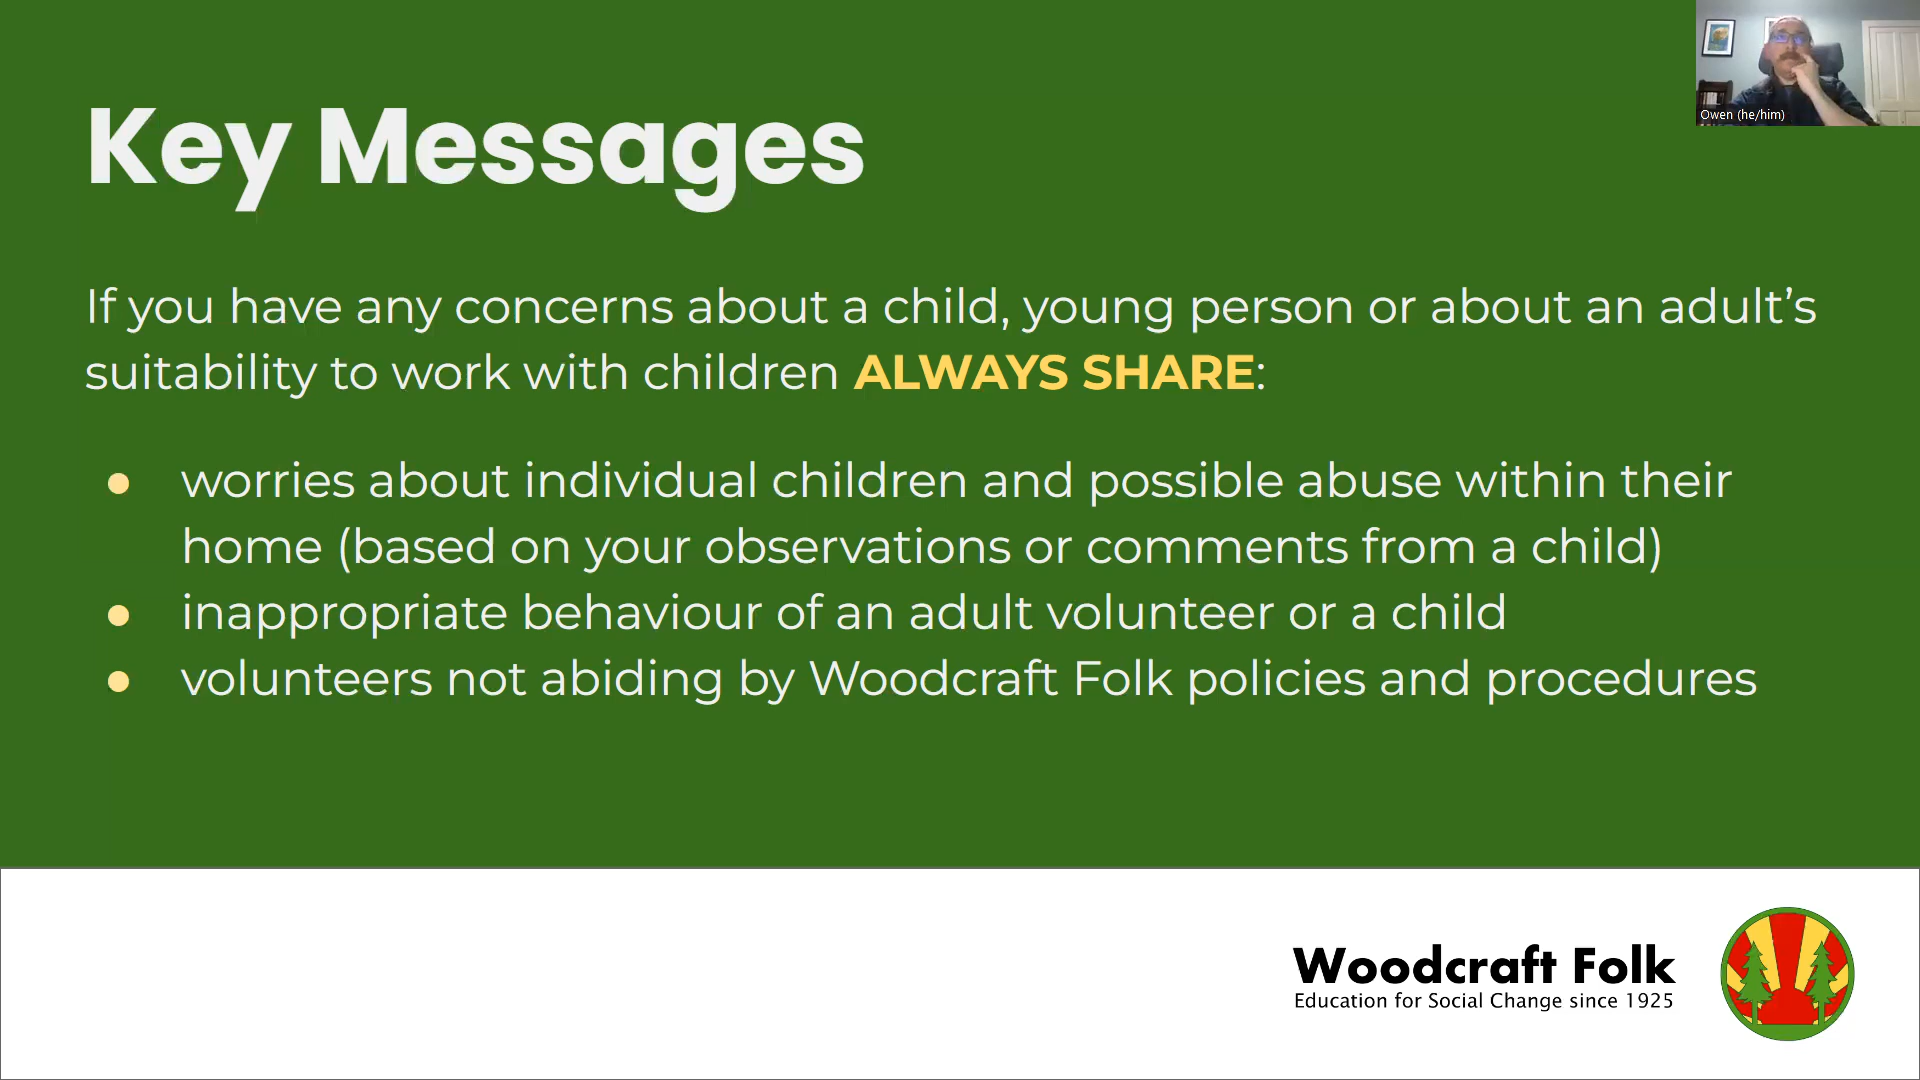 Owen (he/him)
Key Messages
If you have any concerns about a child, young person or about an adult’s
suitability to work with children ALWAYS SHARE:
● worries about individual children and possible abuse within their
home (based on your observations or comments from a child)
● inappropriate behaviour of an adult volunteer or a child
● volunteers not abiding by Woodcraft Folk policies and procedures
Woodcraft Folk
Education for Social Change since 1925